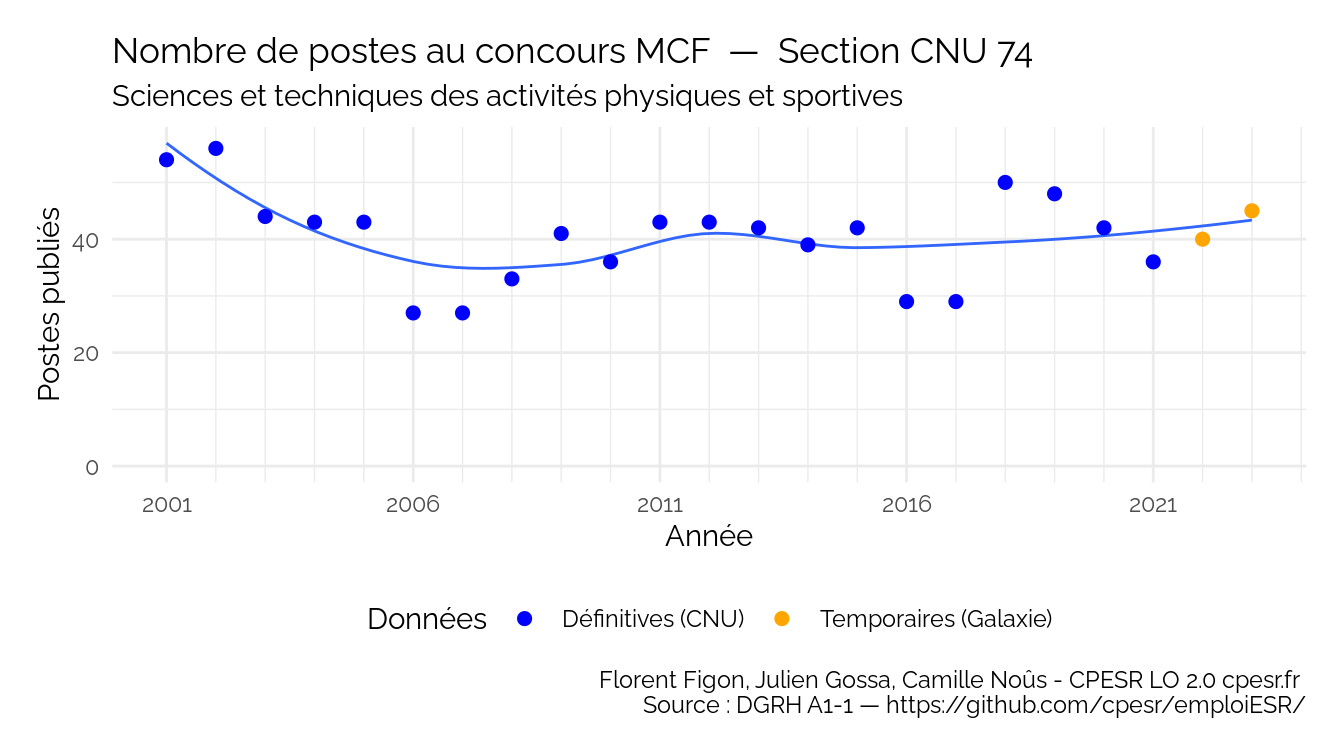 Nombre de postes au concours MCF — Section CNU 74
Sciences et techniques des activités physiques et sportives
Postes publiés
40
20
0
2001 2006 2011 2016 2021
Année
Données Définitives (CNU) Temporaires (Galaxie)
Florent Figon, Julien Gossa, Camille Noûs - CPESR LO 2.0 cpesr.fr
Source : DGRH A1-1 — https://github.com/cpesr/emploiESR/